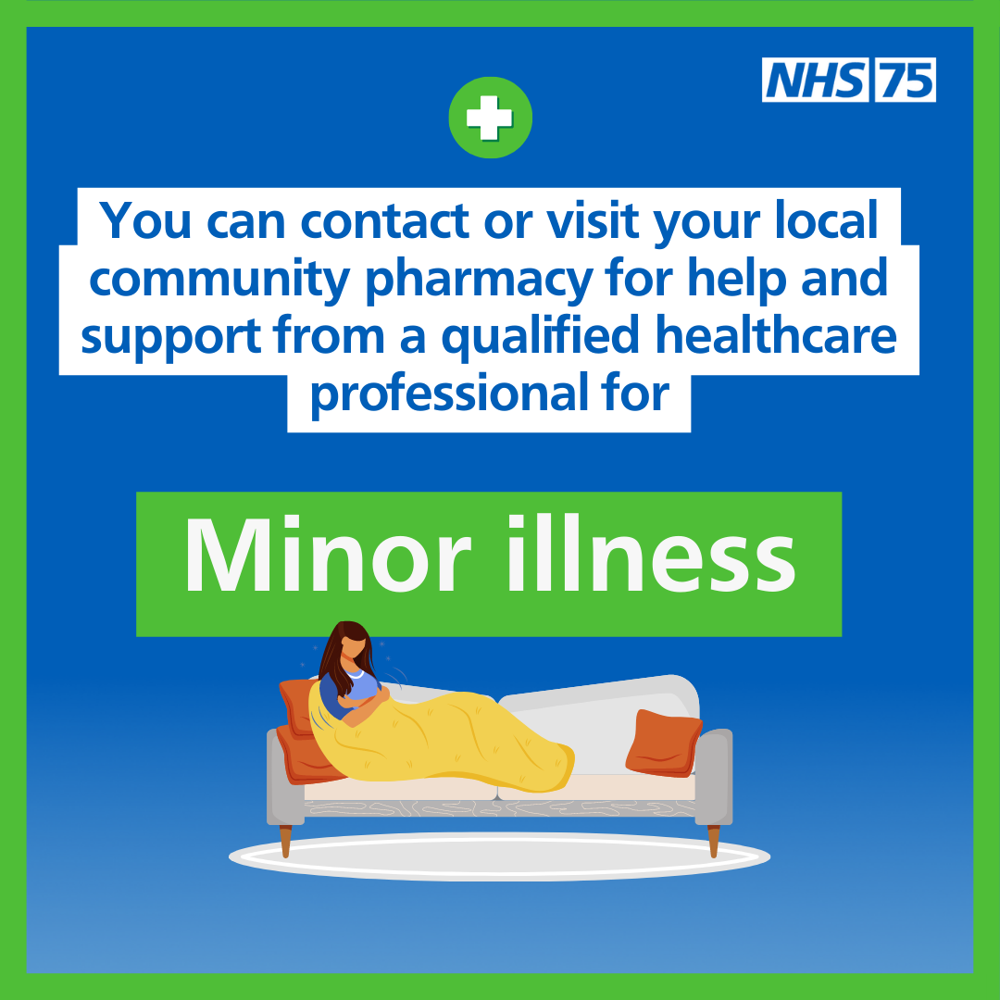 NHS 75
You can contact or visit your local
community pharmacy for help and
support from a qualified healthcare
professional for
Minor illness